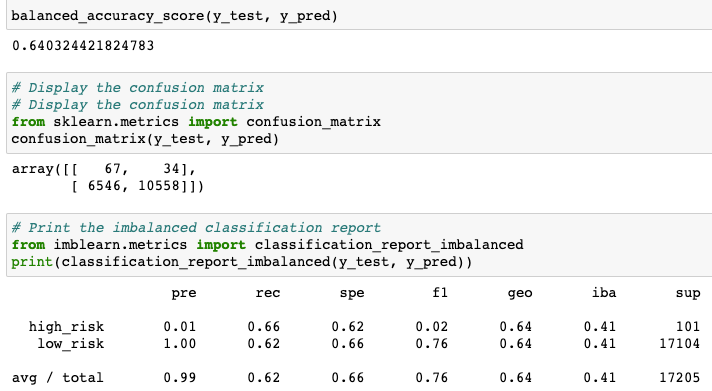 balanced_accuracy_score(y_test, y_pred)
0.640324421824783
# Display the confusion matrix
# Display the confusion matrix
from sklearn.metrics import confusion_matrix
confusion_matrix(y_test, y_pred)
array([[   67,    34],
       [ 6546, 10558]])
# Print the imbalanced classification report
from imblearn.metrics import classification_report_imbalanced
print(classification_report_imbalanced(y_test, y_pred))
pre rec spe f1 geo iba sup
high_risk 0.01 0.66 0.62 0.02 0.64 0.41 101
low_risk 1.00 0.62 0.66 0.76 0.64 0.41 17104
avg / total 0.99 0.62 0.66 0.76 0.64 0.41 17205